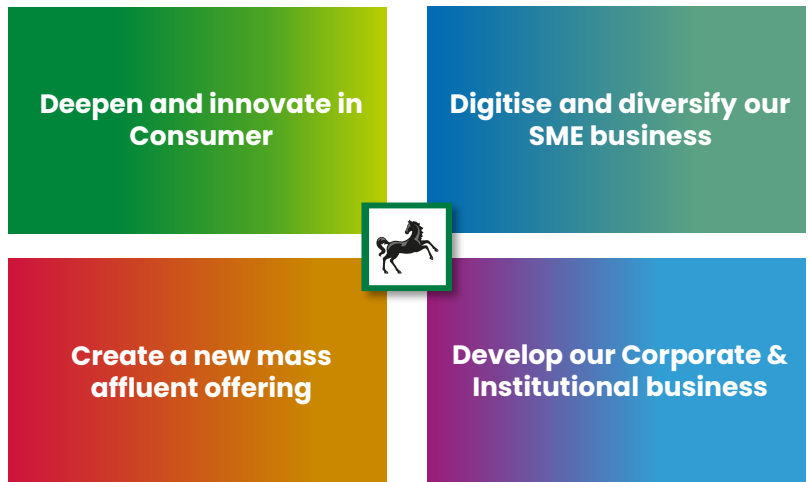 Deepen and innovate in
Consumer
Digitise and diversify our
SME business
Create a new mass
affluent offering
Develop our Corporate &
Institutional business